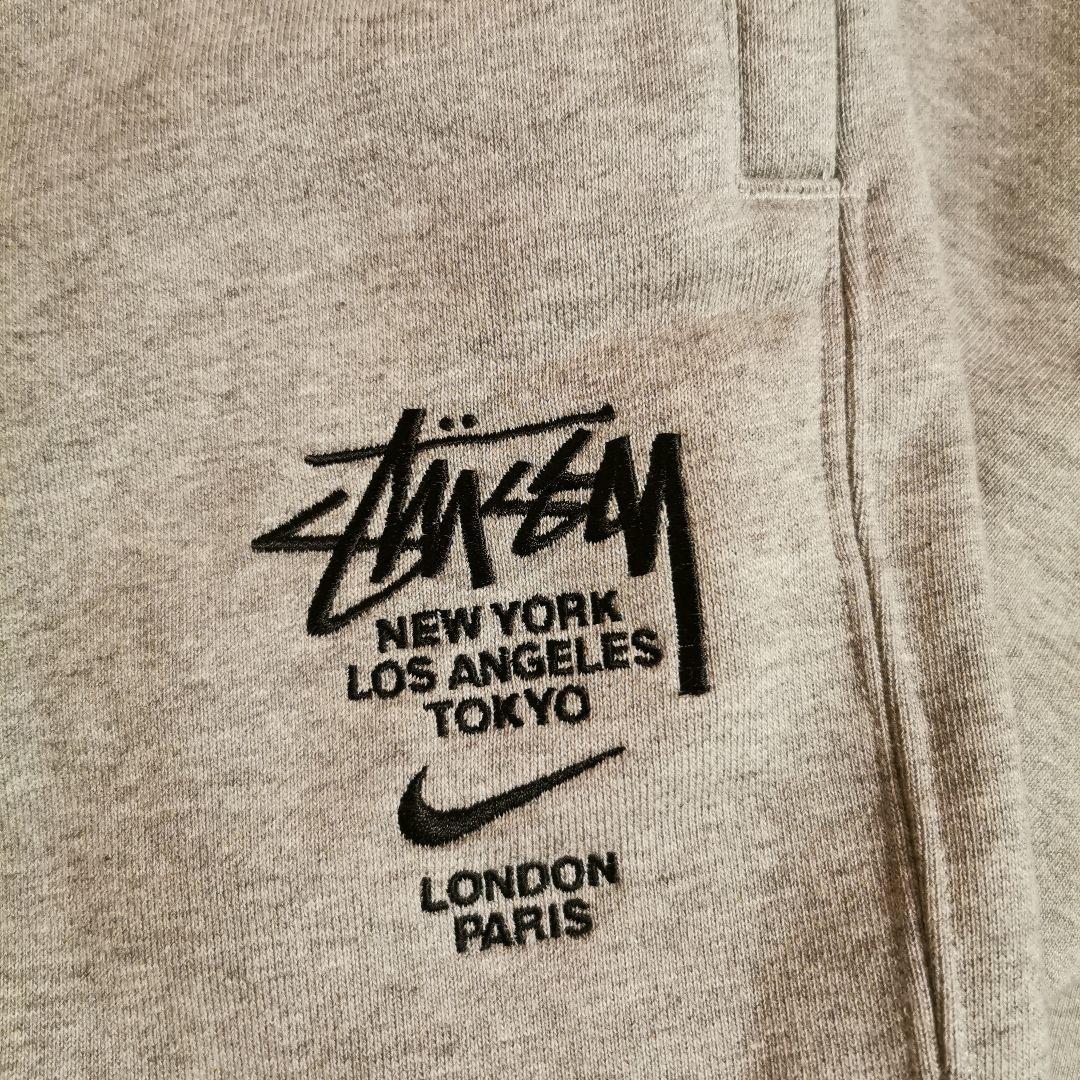 Stüssy
NEW YORK
LOS ANGELES
TOKYO
LONDON
PARIS